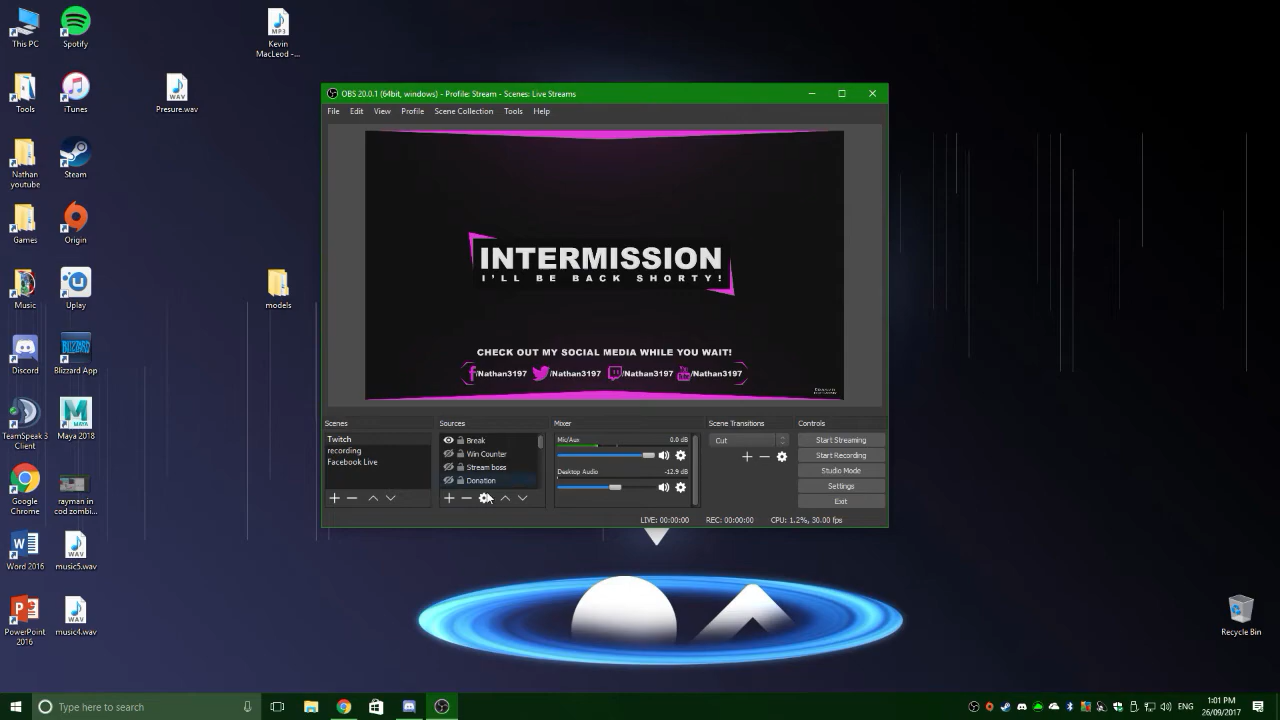 This PC
Spotify
Kevin
MacLeod -...
Tools
iTunes
Presure.wav
Nathan
youtube
Steam
Games
Origin
Music
Uplay
models
Discord
Blizzard App
TeamSpeak 3
Client
Maya 2018
Google
Chrome
rayman in
cod zombi...
Word 2016
music5.wav
PowerPoint
2016
music4.wav
Recycle Bin
OBS 20.0.1 (64bit, windows) - Profile: Stream - Scenes: Live Streams
File Edit View Profile Scene Collection Tools Help
INTERMISSION
I'LL BE BACK SHORTY!
CHECK OUT MY SOCIAL MEDIA WHILE YOU WAIT!
/Nathan3197 /Nathan3197 /Nathan3197 /Nathan3197
Scenes
Twitch
recording
Facebook Live
Sources
Break
Win Counter
Stream boss
Donation
Mixer
Mic/Aux 0.0 dB
Desktop Audio -12.9 dB
Scene Transitions
Cut
Controls
Start Streaming
Start Recording
Studio Mode
Settings
Exit
LIVE: 00:00:00 REC: 00:00:00 CPU: 1.2%, 30.00 fps
Type here to search
ENG
1:01 PM
26/09/2017